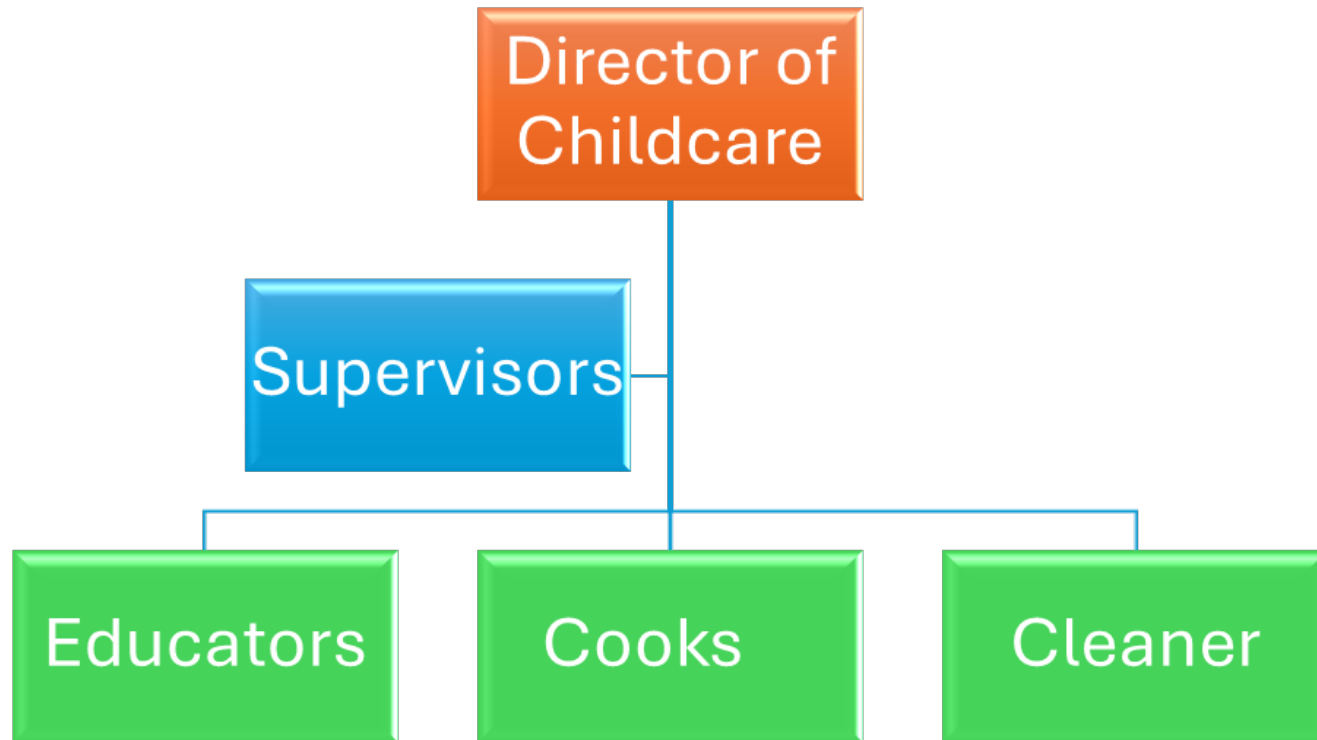 Director of
Childcare
Supervisors
Educators
Cooks
Cleaner